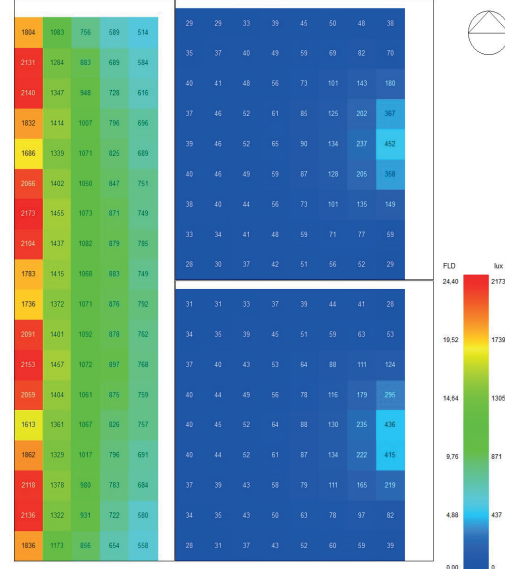 1804 1083 756 589 514
2131 1284 883 689 584
2140 1347 948 728 616
1832 1414 1007 796 696
1686 1339 1071 825 689
2066 1402 1050 847 751
2173 1455 1073 871 749
2104 1437 1082 879 785
1783 1415 1068 883 749
1736 1372 1071 876 792
2091 1401 1092 878 762
2153 1457 1072 897 768
2059 1404 1061 875 759
1613 1361 1067 826 757
1862 1329 1017 796 691
2118 1378 980 783 684
2136 1322 931 722 580
1836 1173 856 654 558
29 29 33 39 45 50 48 38
35 37 40 49 59 69 82 70
40 41 48 56 73 101 143 180
37 46 52 61 85 125 202 367
39 46 52 65 90 134 237 452
40 46 49 59 87 128 205 358
38 40 44 56 73 101 135 149
33 34 41 48 59 71 77 59
28 30 37 42 51 56 52 29
31 31 33 37 39 44 41 28
34 35 39 45 51 59 63 53
37 40 43 53 64 88 111 124
40 44 49 56 78 116 179 295
40 45 52 64 88 130 235 436
40 44 52 61 87 134 222 415
37 39 43 58 79 111 165 219
34 35 43 50 63 78 97 82
28 31 37 43 52 60 59 39
FLD lux
24,40 2173
19,52 1739
14,64 1305
9,76 871
4,88 437
0,00 0